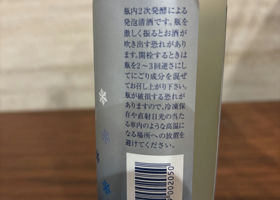 瓶内2次発酵による
発泡清酒です。瓶を
激しく振るとお酒が
吹き出す恐れがあり
ます。開栓するときは
瓶を2〜3回逆さに
してにごり成分を混ぜ
てお召し上がり下さい。
瓶が破損する恐れが
ありますので、冷凍保
存や直射日光の当た
る車内のような高温に
なる場所への放置を
避けてください。
002050